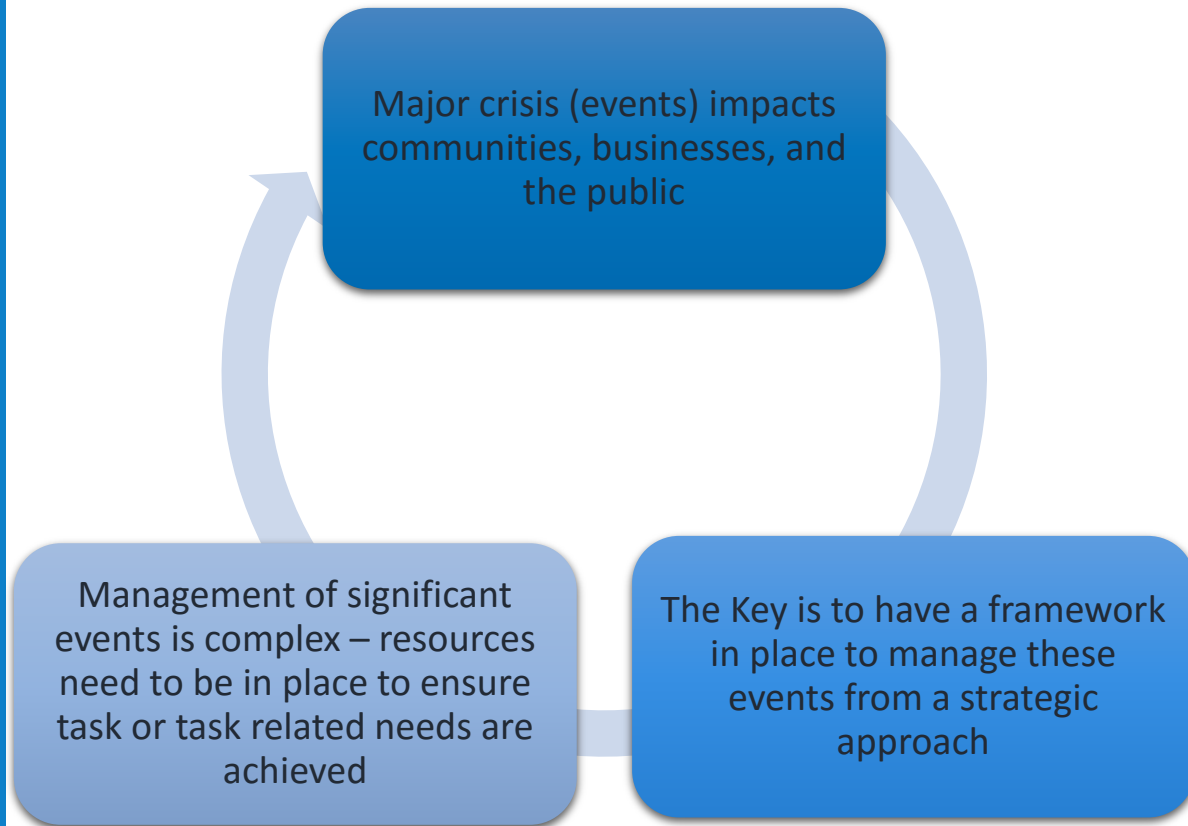 Major crisis (events) impacts
communities, businesses, and
the public
The Key is to have a framework
in place to manage these
events from a strategic
approach
Management of significant
events is complex – resources
need to be in place to ensure
task or task related needs are
achieved